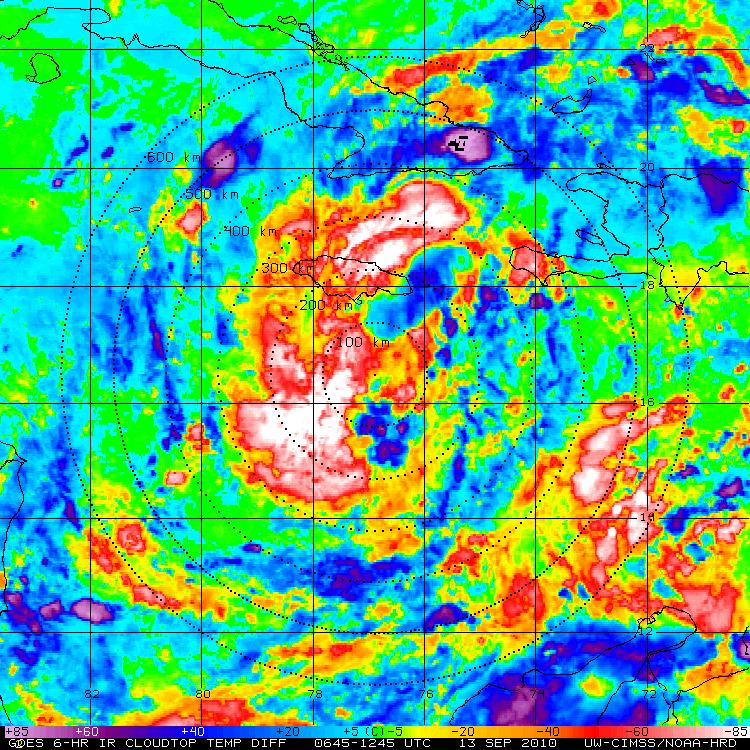 22
600 km
20
500 km
400 km
300 km
18
200 km
100 km
16
14
12
82 80 78 76 74 72
+85 +60 +40 +20 +5 (C) -5 -20 -40 -60 -85
GOES 6-HR IR CLOUDTOP TEMP DIFF 0645-1245 UTC 13 SEP 2010 UW-CIMSS/NOAA-HRD